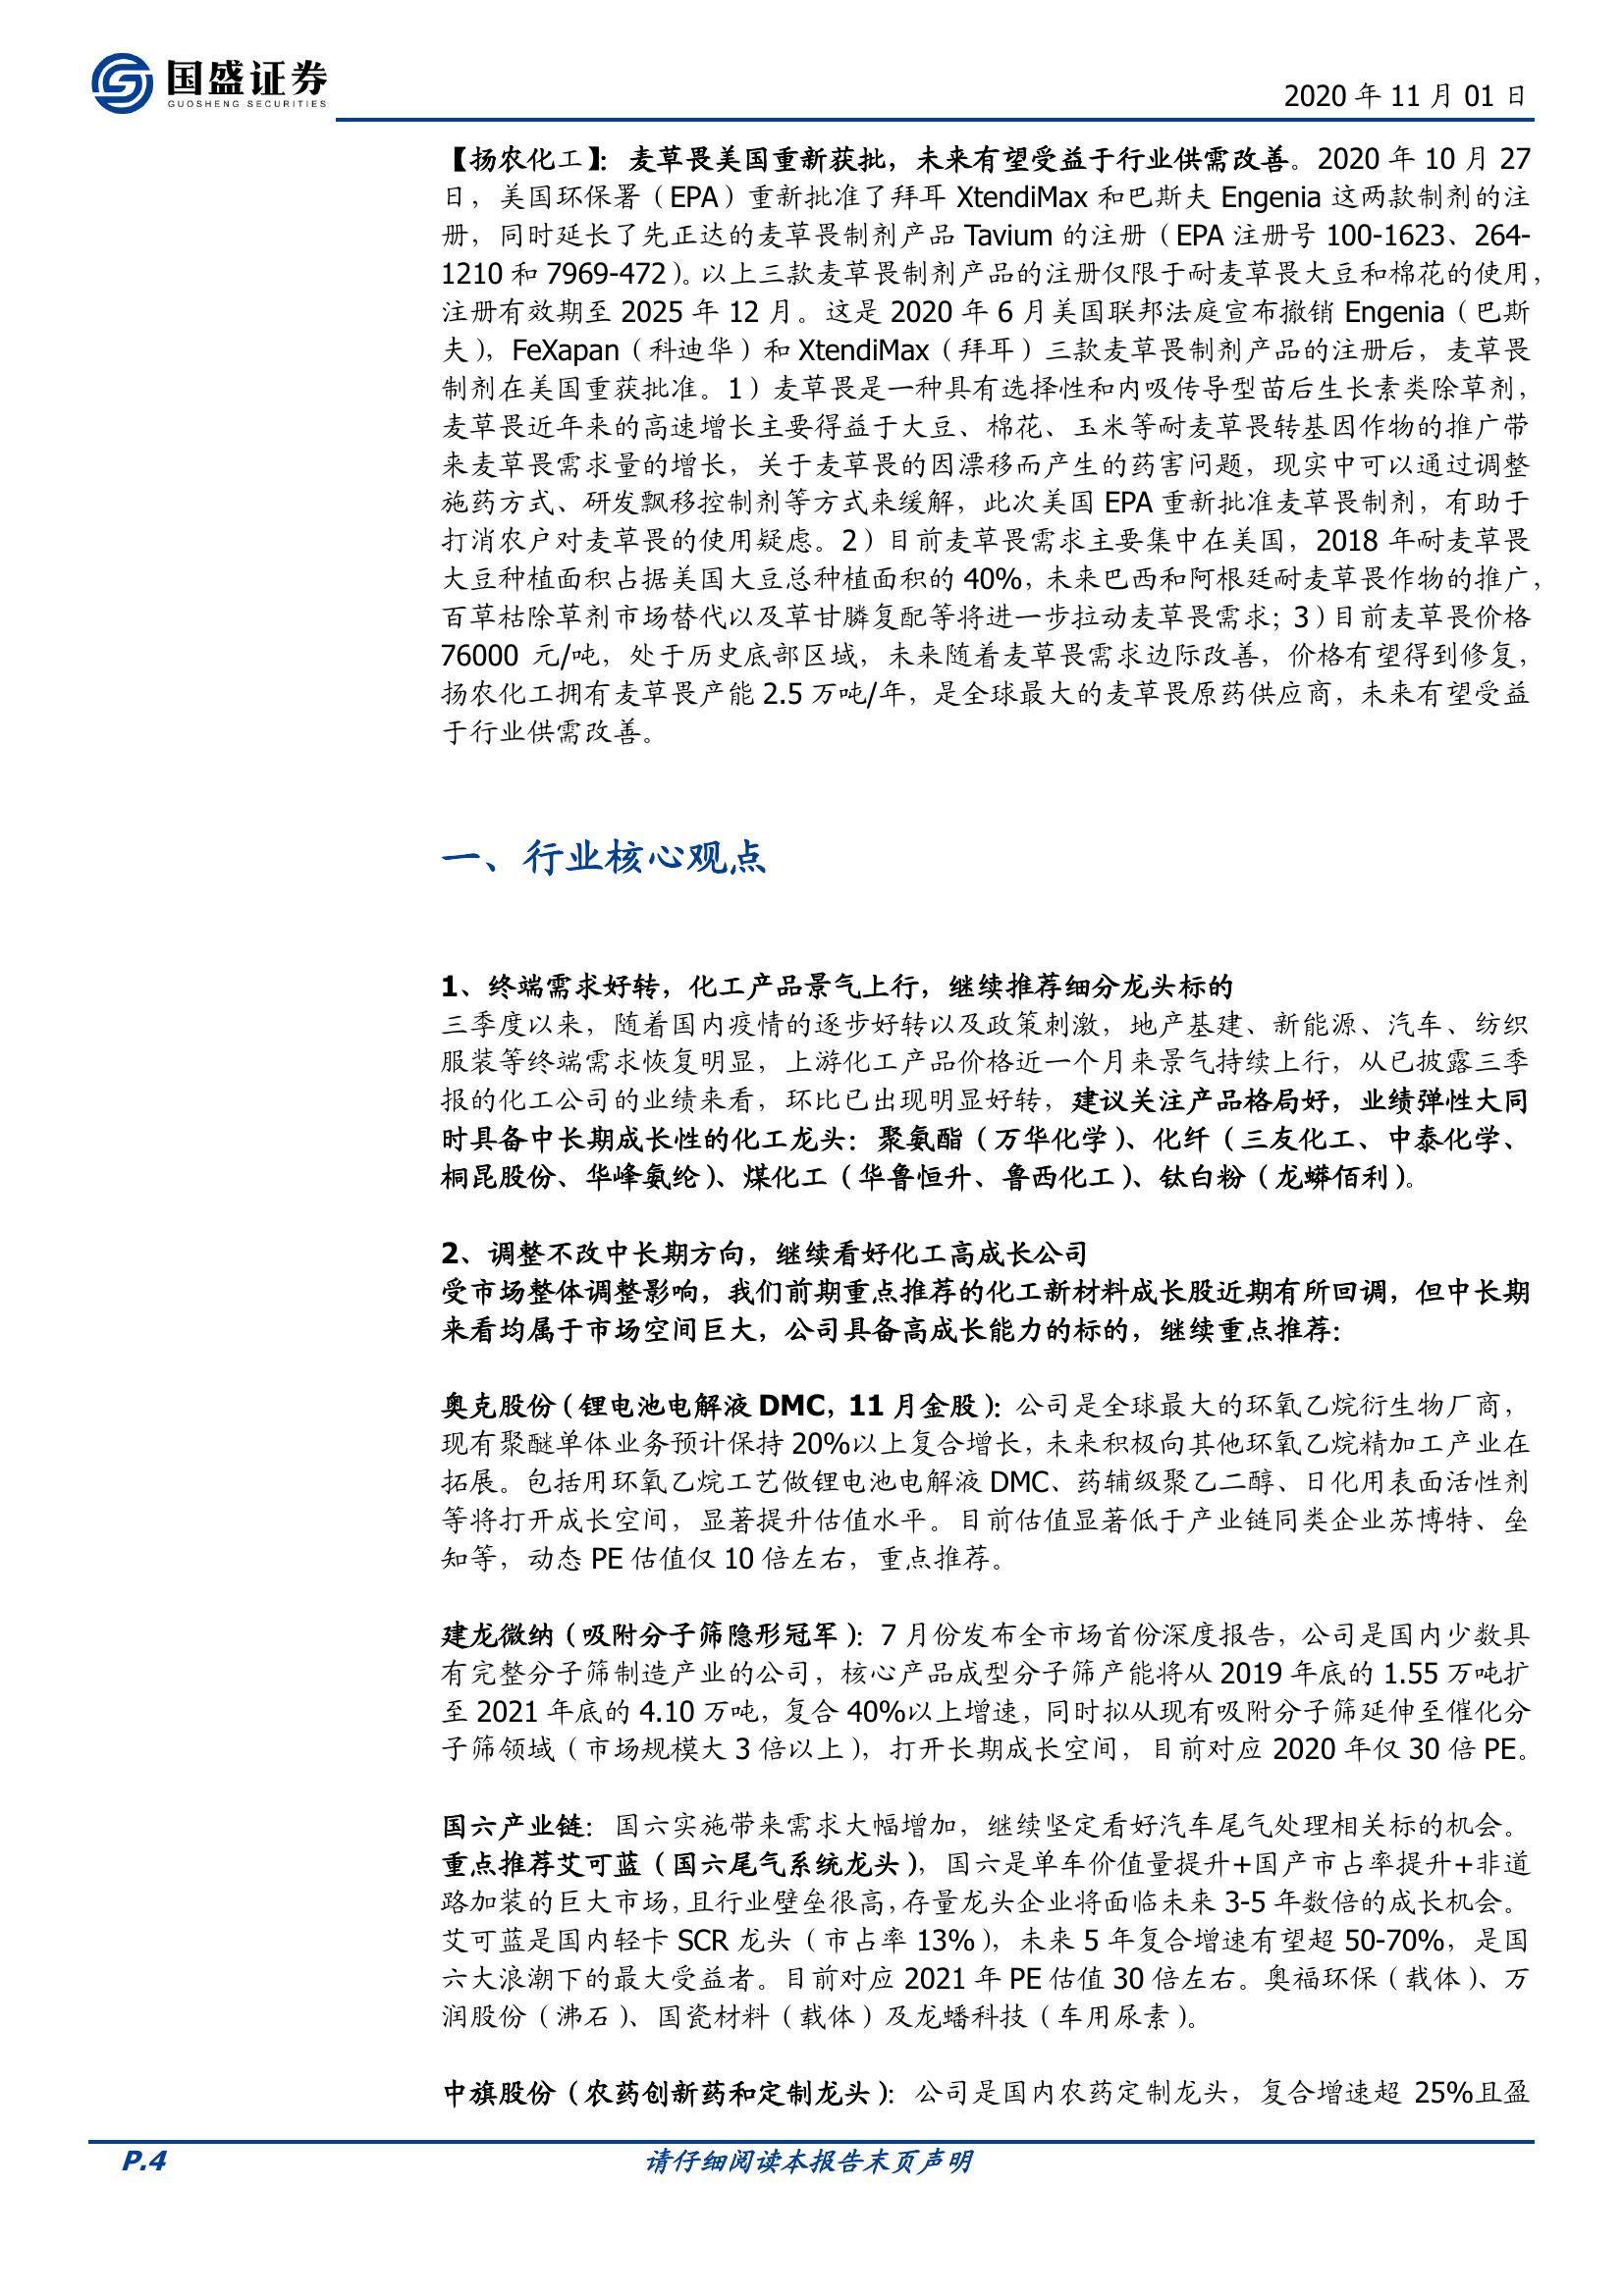 国盛证券
GUOSHENG SECURITIES
2020 年 11 月 01 日
【扬农化工】：麦草畏美国重新获批，未来有望受益于行业供需改善。2020 年 10 月 27
日，美国环保署（EPA）重新批准了拜耳 XtendiMax 和巴斯夫 Engenia 这两款制剂的注
册，同时延长了先正达的麦草畏制剂产品 Tavium 的注册（EPA 注册号 100-1623、264-
1210 和 7969-472）。以上三款麦草畏制剂产品的注册仅限于耐麦草畏大豆和棉花的使用，
注册有效期至 2025 年 12 月。这是 2020 年 6 月美国联邦法庭宣布撤销 Engenia（巴斯
夫），FeXapan（科迪华）和 XtendiMax（拜耳）三款麦草畏制剂产品的注册后，麦草畏
制剂在美国重获批准。1）麦草畏是一种具有选择性和内吸传导型苗后生长素类除草剂，
麦草畏近年来的高速增长主要得益于大豆、棉花、玉米等耐麦草畏转基因作物的推广带
来麦草畏需求量的增长，关于麦草畏的因漂移而产生的药害问题，现实中可以通过调整
施药方式、研发飘移控制剂等方式来缓解，此次美国 EPA 重新批准麦草畏制剂，有助于
打消农户对麦草畏的使用疑虑。2）目前麦草畏需求主要集中在美国，2018 年耐麦草畏
大豆种植面积占据美国大豆总种植面积的 40%，未来巴西和阿根廷耐麦草畏作物的推广，
百草枯除草剂市场替代以及草甘膦复配等将进一步拉动麦草畏需求；3）目前麦草畏价格
76000 元/吨，处于历史底部区域，未来随着麦草畏需求边际改善，价格有望得到修复，
扬农化工拥有麦草畏产能 2.5 万吨/年，是全球最大的麦草畏原药供应商，未来有望受益
于行业供需改善。
一、行业核心观点
1、终端需求好转，化工产品景气上行，继续推荐细分龙头标的
三季度以来，随着国内疫情的逐步好转以及政策刺激，地产基建、新能源、汽车、纺织
服装等终端需求恢复明显，上游化工产品价格近一个月来景气持续上行，从已披露三季
报的化工公司的业绩来看，环比已出现明显好转，建议关注产品格局好，业绩弹性大同
时具备中长期成长性的化工龙头：聚氨酯（万华化学）、化纤（三友化工、中泰化学、
桐昆股份、华峰氨纶）、煤化工（华鲁恒升、鲁西化工）、钛白粉（龙蟒佰利）。
2、调整不改中长期方向，继续看好化工高成长公司
受市场整体调整影响，我们前期重点推荐的化工新材料成长股近期有所回调，但中长期
来看均属于市场空间巨大，公司具备高成长能力的标的，继续重点推荐：
奥克股份（锂电池电解液 DMC，11 月金股）：公司是全球最大的环氧乙烷衍生物厂商，
现有聚醚单体业务预计保持 20%以上复合增长，未来积极向其他环氧乙烷精加工产业在
拓展。包括用环氧乙烷工艺做锂电池电解液 DMC、药辅级聚乙二醇、日化用表面活性剂
等将打开成长空间，显著提升估值水平。目前估值显著低于产业链同类企业苏博特、垒
知等，动态 PE 估值仅 10 倍左右，重点推荐。
建龙微纳（吸附分子筛隐形冠军）：7 月份发布全市场首份深度报告，公司是国内少数具
有完整分子筛制造产业的公司，核心产品成型分子筛产能将从 2019 年底的 1.55 万吨扩
至 2021 年底的 4.10 万吨，复合 40%以上增速，同时拟从现有吸附分子筛延伸至催化分
子筛领域（市场规模大 3 倍以上），打开长期成长空间，目前对应 2020 年仅 30 倍 PE。
国六产业链：国六实施带来需求大幅增加，继续坚定看好汽车尾气处理相关标的机会。
重点推荐艾可蓝（国六尾气系统龙头），国六是单车价值量提升+国产市占率提升+非道
路加装的巨大市场，且行业壁垒很高，存量龙头企业将面临未来 3-5 年数倍的成长机会。
艾可蓝是国内轻卡 SCR 龙头（市占率 13%），未来 5 年复合增速有望超 50-70%，是国
六大浪潮下的最大受益者。目前对应 2021 年 PE 估值 30 倍左右。奥福环保（载体）、万
润股份（沸石）、国瓷材料（载体）及龙蟠科技（车用尿素）。
中旗股份（农药创新药和定制龙头）：公司是国内农药定制龙头，复合增速超 25%且盈
P.4
请仔细阅读本报告末页声明